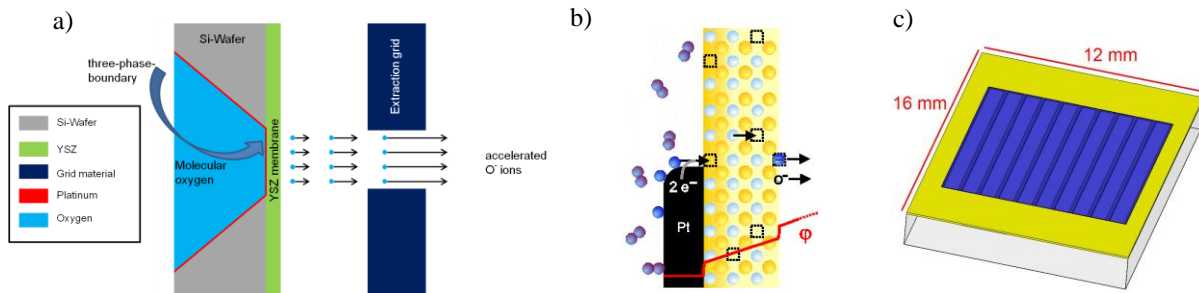 a)
Si-Wafer
three-phase-
boundary
Si-Wafer
YSZ
Grid material
Platinum
Oxygen
Molecular
oxygen
YSZ membrane
Extraction grid
accelerated
O⁻ ions
b)
2 e⁻
Pt
O⁻
φ
c)
12 mm
16 mm